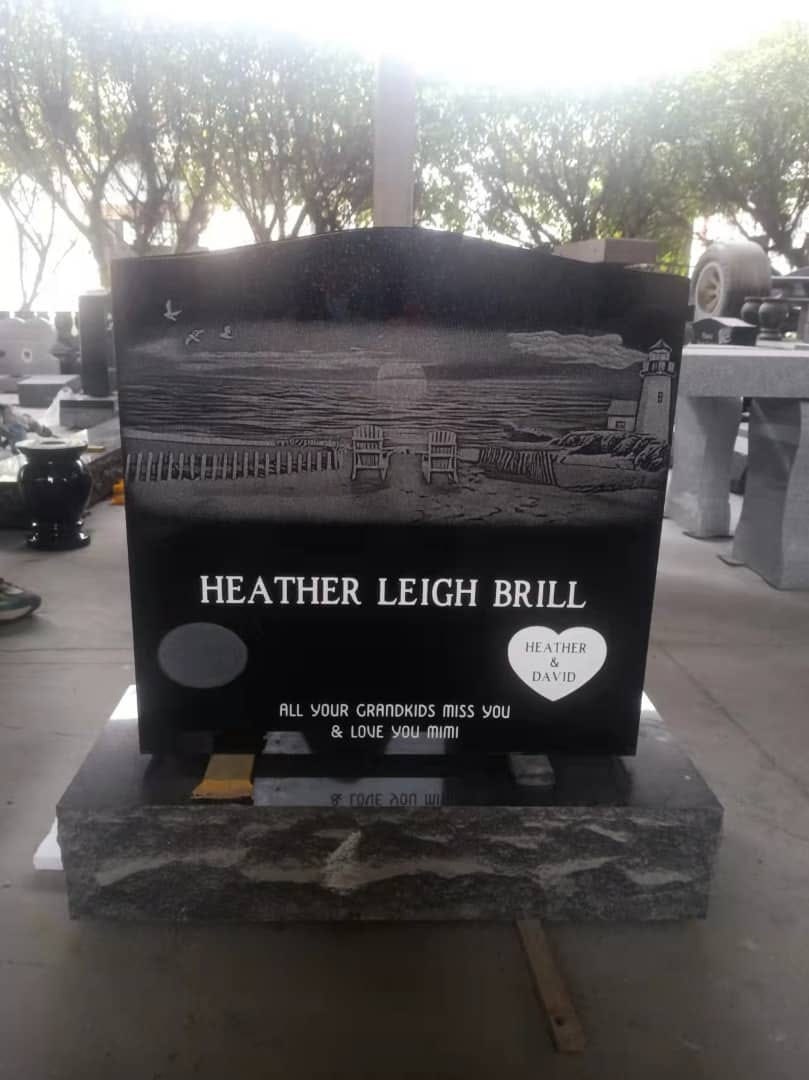 HEATHER LEIGH BRILL
HEATHER
&
DAVID
ALL YOUR GRANDKIDS MISS YOU
& LOVE YOU MIMI